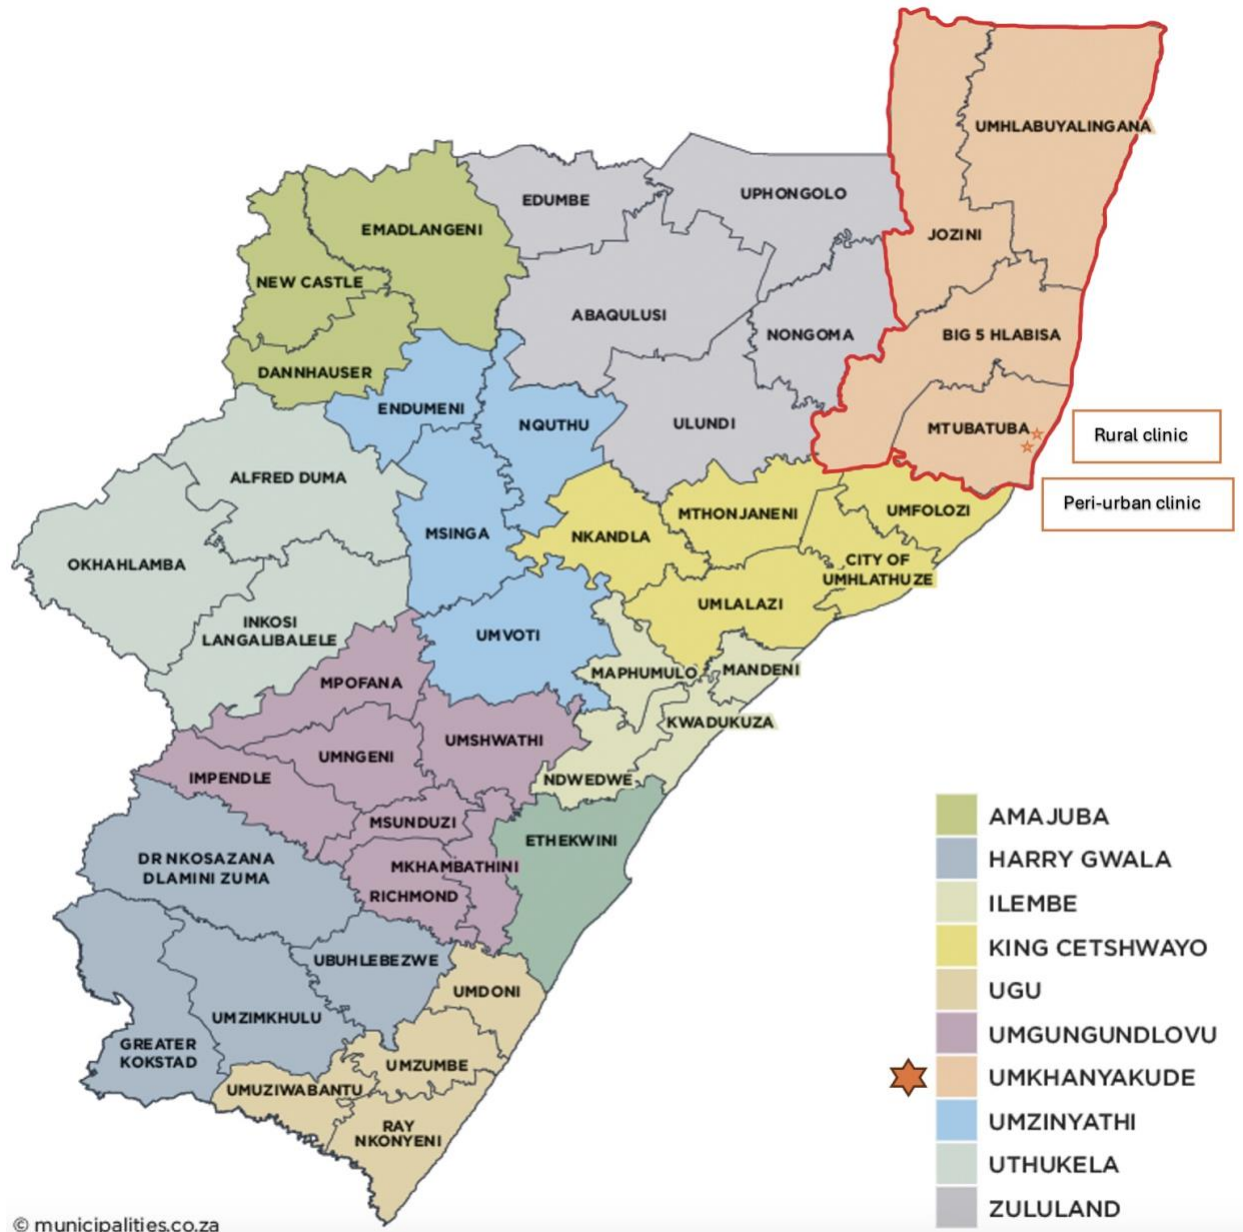 UMHLABUYALINGANA
EDUMBE
UPHONGOLO
EMADLANGENI
JOZINI
NEW CASTLE
ABAQULUSI
NONGOMA
BIG 5 HLABISA
DANNHAUSER
ENDUMENI
NQUTHU
ULUNDI
MTUBATUBA
Rural clinic
ALFRED DUMA
Peri-urban clinic
MSINGA
NKANDLA
MTHONJANENI
UMFOLOZI
OKHAHLAMBA
CITY OF
UMHLATHUZE
INKOSI
LANGALIBALELE
UMVOTI
UMLALAZI
MPOFANA
MAPHUMULO
MANDENI
KWADUKUZA
UMNGENI
UMSHWATHI
IMPENDLE
NDWEDWE
MSUNDUZI
ETHEKWINI
DR NKOSAZANA
DLAMINI ZUMA
MKHAMBATHINI
RICHMOND
UBUHLEBEZWE
UMDONI
UMZIMKHULU
GREATER
KOKSTAD
UMZUMBE
UMUZIWABANTU
RAY
NKONYENI
AMAJUBA
HARRY GWALA
ILEMBE
KING CETSHWAYO
UGU
UMGUNGUNDLOVU
UMKHANYAKUDE
UMZINYATHI
UTHUKELA
ZULULAND
© municipalities.co.za